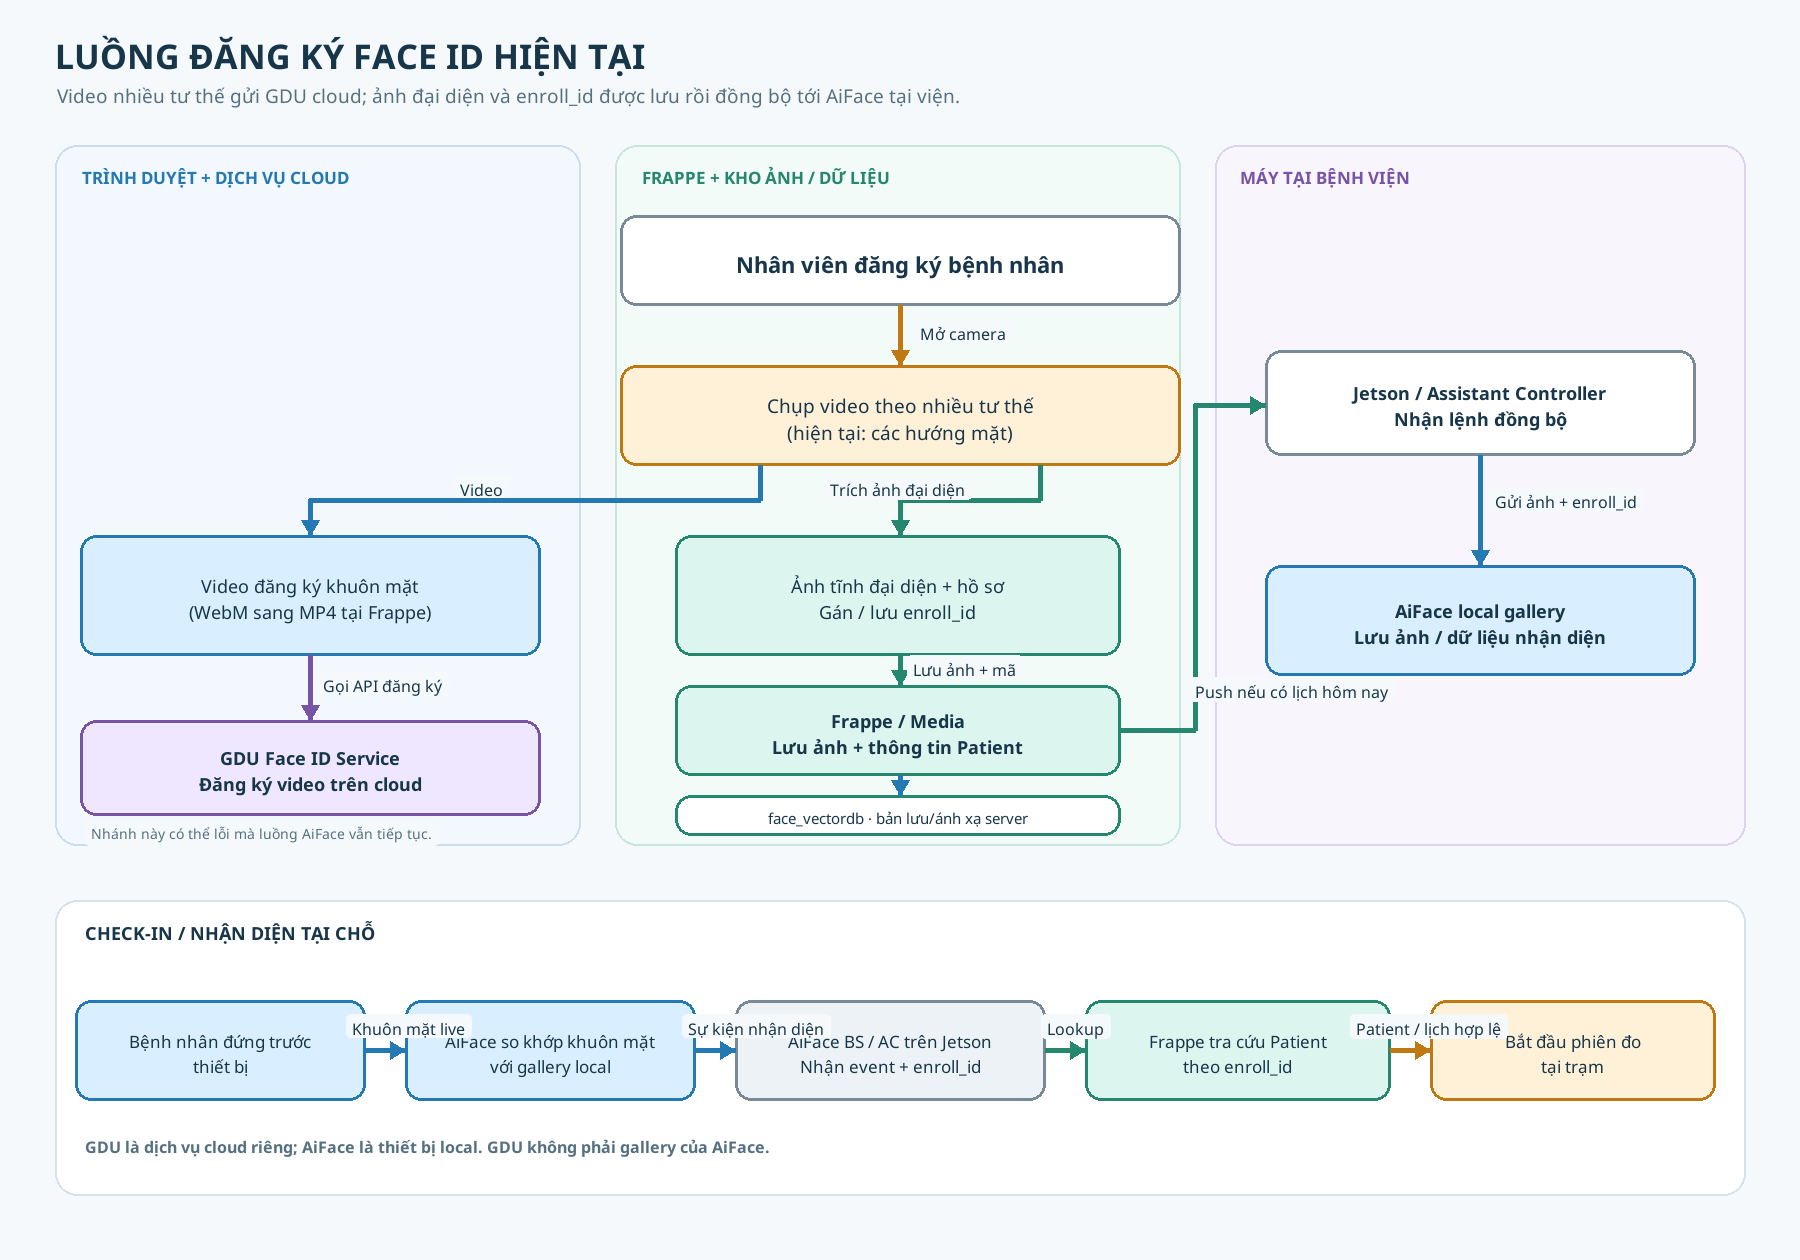 LUỒNG ĐĂNG KÝ FACE ID HIỆN TẠI
Video nhiều tư thế gửi GDU cloud; ảnh đại diện và enroll_id được lưu rồi đồng bộ tới AiFace tại viện.
TRÌNH DUYỆT + DỊCH VỤ CLOUD
FRAPPE + KHO ẢNH / DỮ LIỆU
MÁY TẠI BỆNH VIỆN
Nhân viên đăng ký bệnh nhân
Mở camera
Chụp video theo nhiều tư thế
(hiện tại: các hướng mặt)
Video
Trích ảnh đại diện
Video đăng ký khuôn mặt
(WebM sang MP4 tại Frappe)
Gọi API đăng ký
GDU Face ID Service
Đăng ký video trên cloud
Nhánh này có thể lỗi mà luồng AiFace vẫn tiếp tục.
Ảnh tĩnh đại diện + hồ sơ
Gán / lưu enroll_id
Lưu ảnh + mã
Frappe / Media
Lưu ảnh + thông tin Patient
face_vectordb · bản lưu/ánh xạ server
Push nếu có lịch hôm nay
Jetson / Assistant Controller
Nhận lệnh đồng bộ
Gửi ảnh + enroll_id
AiFace local gallery
Lưu ảnh / dữ liệu nhận diện
CHECK-IN / NHẬN DIỆN TẠI CHỖ
Bệnh nhân đứng trước
thiết bị
Khuôn mặt live
AiFace so khớp khuôn mặt
với gallery local
Sự kiện nhận diện
AiFace BS / AC trên Jetson
Nhận event + enroll_id
Lookup
Frappe tra cứu Patient
theo enroll_id
Patient / lịch hợp lệ
Bắt đầu phiên đo
tại trạm
GDU là dịch vụ cloud riêng; AiFace là thiết bị local. GDU không phải gallery của AiFace.